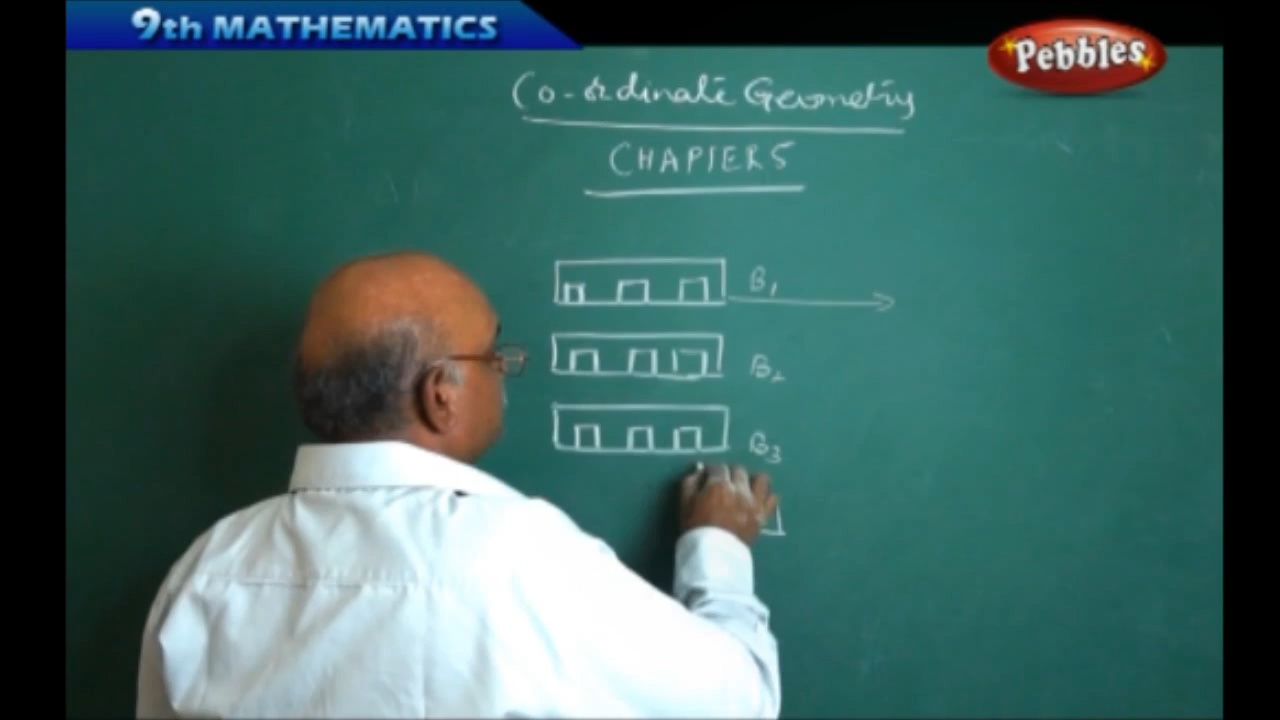 9th MATHEMATICS
Pebbles
Co-ordinate Geometry
CHAPTER 5
B1
B2
B3